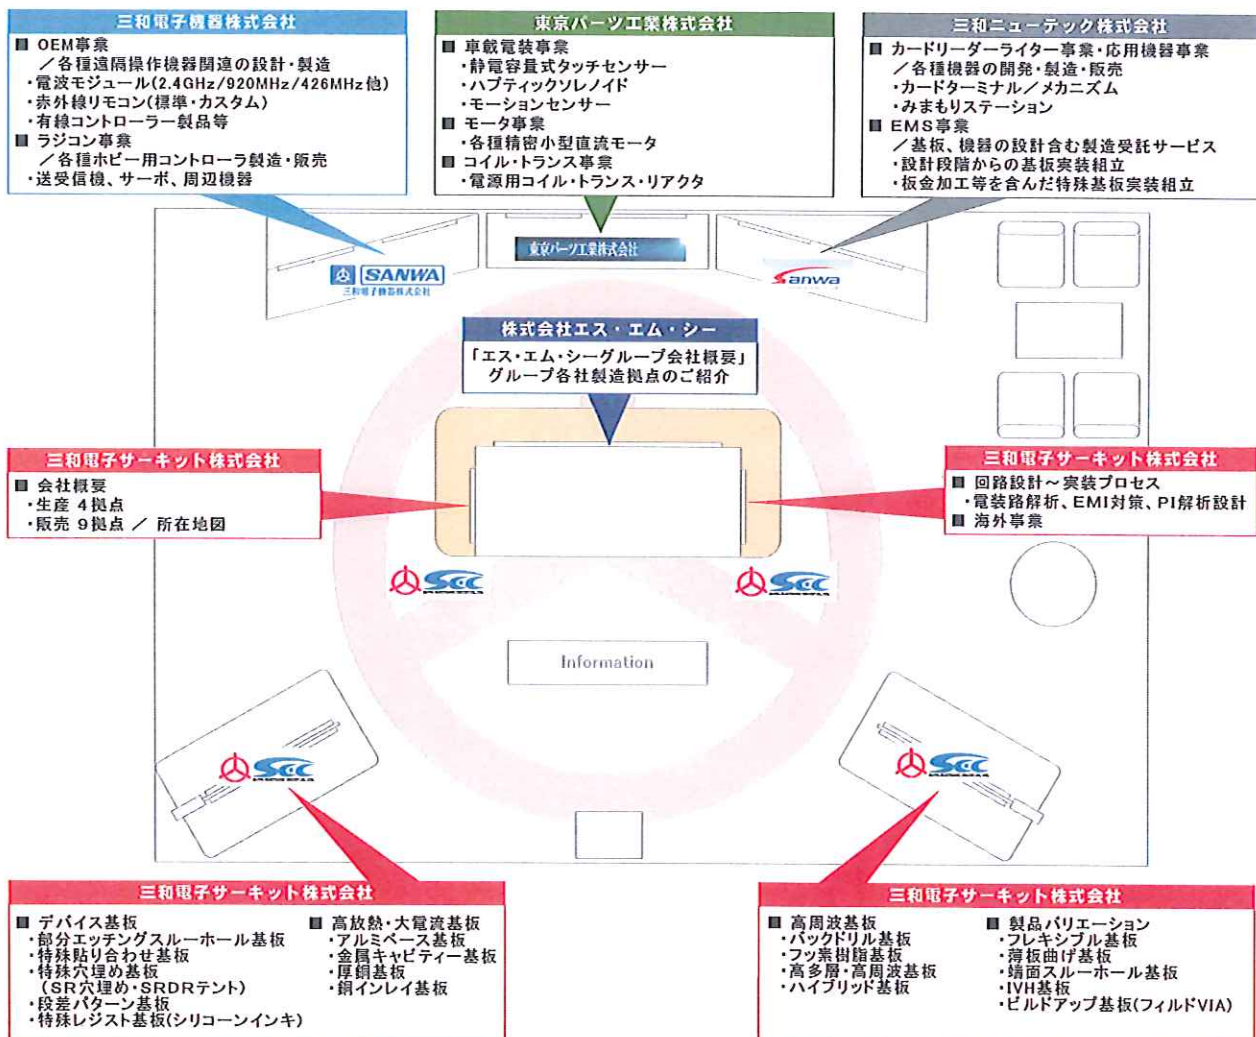 三和電子機器株式会社
■ OEM事業
／各種遠隔操作機器関連の設計・製造
・電波モジュール(2.4GHz/920MHz/426MHz他)
・赤外線リモコン(標準・カスタム)
・有線コントローラー製品等
■ ラジコン事業
／各種ホビー用コントローラ製造・販売
・送受信機、サーボ、周辺機器
東京パーツ工業株式会社
■ 車載電装事業
・静電容量式タッチセンサー
・ハプティックソレノイド
・モーションセンサー
■ モータ事業
・各種精密小型直流モータ
■ コイル・トランス事業
・電源用コイル・トランス・リアクタ
三和ニューテック株式会社
■ カードリーダーライター事業・応用機器事業
／各種機器の開発・製造・販売
・カードターミナル／メカニズム
・みまもりステーション
■ EMS事業
／基板、機器の設計含む製造受託サービス
・設計段階からの基板実装組立
・板金加工等を含んだ特殊基板実装組立
SANWA
三和電子機器株式会社
東京パーツ工業株式会社
Sanwa
株式会社エス・エム・シー
「エス・エム・シーグループ会社概要」
グループ各社製造拠点のご紹介
三和電子サーキット株式会社
■ 会社概要
・生産 4拠点
・販売 9拠点 ／ 所在地図
三和電子サーキット株式会社
■ 回路設計～実装プロセス
・電装路解析、EMI対策、PI解析設計
■ 海外事業
SCC
SCC
Information
SCC
SCC
三和電子サーキット株式会社
■ デバイス基板
・部分エッチングスルーホール基板
・特殊貼り合わせ基板
・特殊穴埋め基板
(SR穴埋め・SRDRテント)
・段差パターン基板
・特殊レジスト基板(シリコーンインキ)
■ 高放熱・大電流基板
・アルミベース基板
・金属キャビティー基板
・厚銅基板
・銅インレイ基板
三和電子サーキット株式会社
■ 高周波基板
・バックドリル基板
・フッ素樹脂基板
・高多層・高周波基板
・ハイブリッド基板
■ 製品バリエーション
・フレキシブル基板
・薄板曲げ基板
・端面スルーホール基板
・IVH基板
・ビルドアップ基板(フィルドVIA)